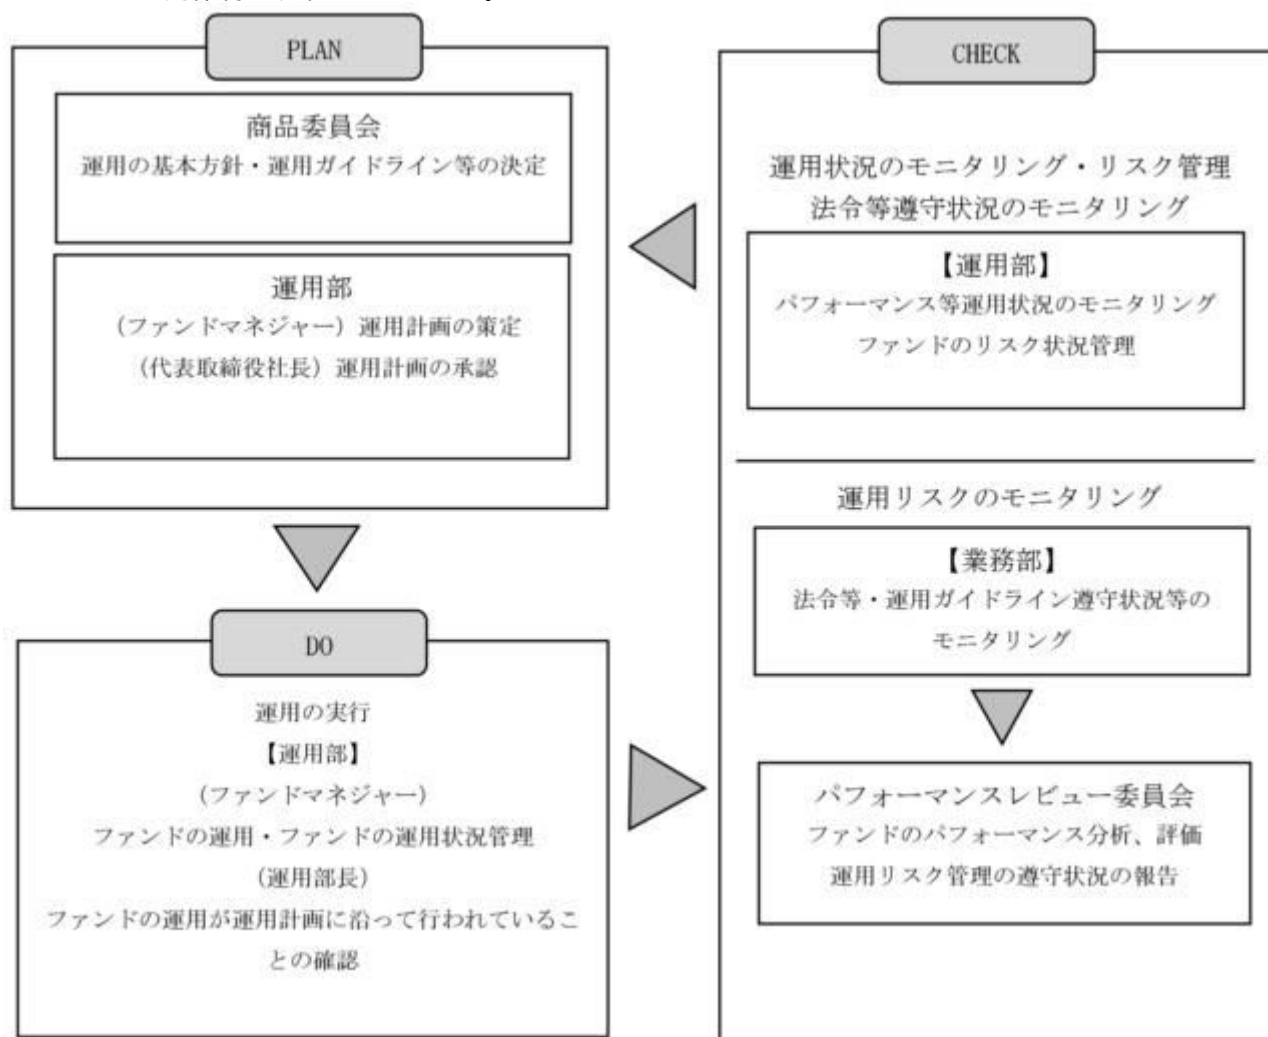 PLAN
商品委員会
運用の基本方針・運用ガイドライン等の決定
運用部
(ファンドマネジャー)運用計画の策定
(代表取締役社長)運用計画の承認
DO
運用の実行
【運用部】
(ファンドマネジャー)
ファンドの運用・ファンドの運用状況管理
(運用部長)
ファンドの運用が運用計画に沿って行われているこ
との確認
CHECK
運用状況のモニタリング・リスク管理
法令等遵守状況のモニタリング
【運用部】
パフォーマンス等運用状況のモニタリング
ファンドのリスク状況管理
運用リスクのモニタリング
【業務部】
法令等・運用ガイドライン遵守状況等の
モニタリング
パフォーマンスレビュー委員会
ファンドのパフォーマンス分析、評価
運用リスク管理の遵守状況の報告